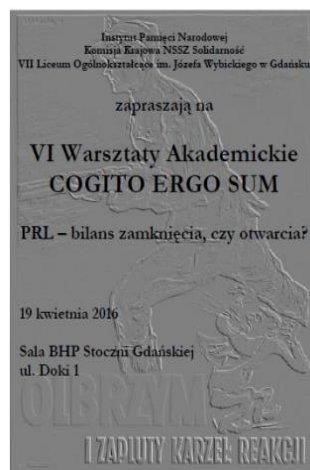 Instytut Pamięci Narodowej
Komisja Krajowa NSSZ Solidarność
VII Liceum Ogólnokształcące im. Józefa Wybickiego w Gdańsku
zapraszają na
VI Warsztaty Akademickie
COGITO ERGO SUM
PRL – bilans zamknięcia, czy otwarcia?
19 kwietnia 2016
Sala BHP Stoczni Gdańskiej
ul. Doki 1
OLBRZYM
I ZAPLUTY KARZEŁ REAKCJI